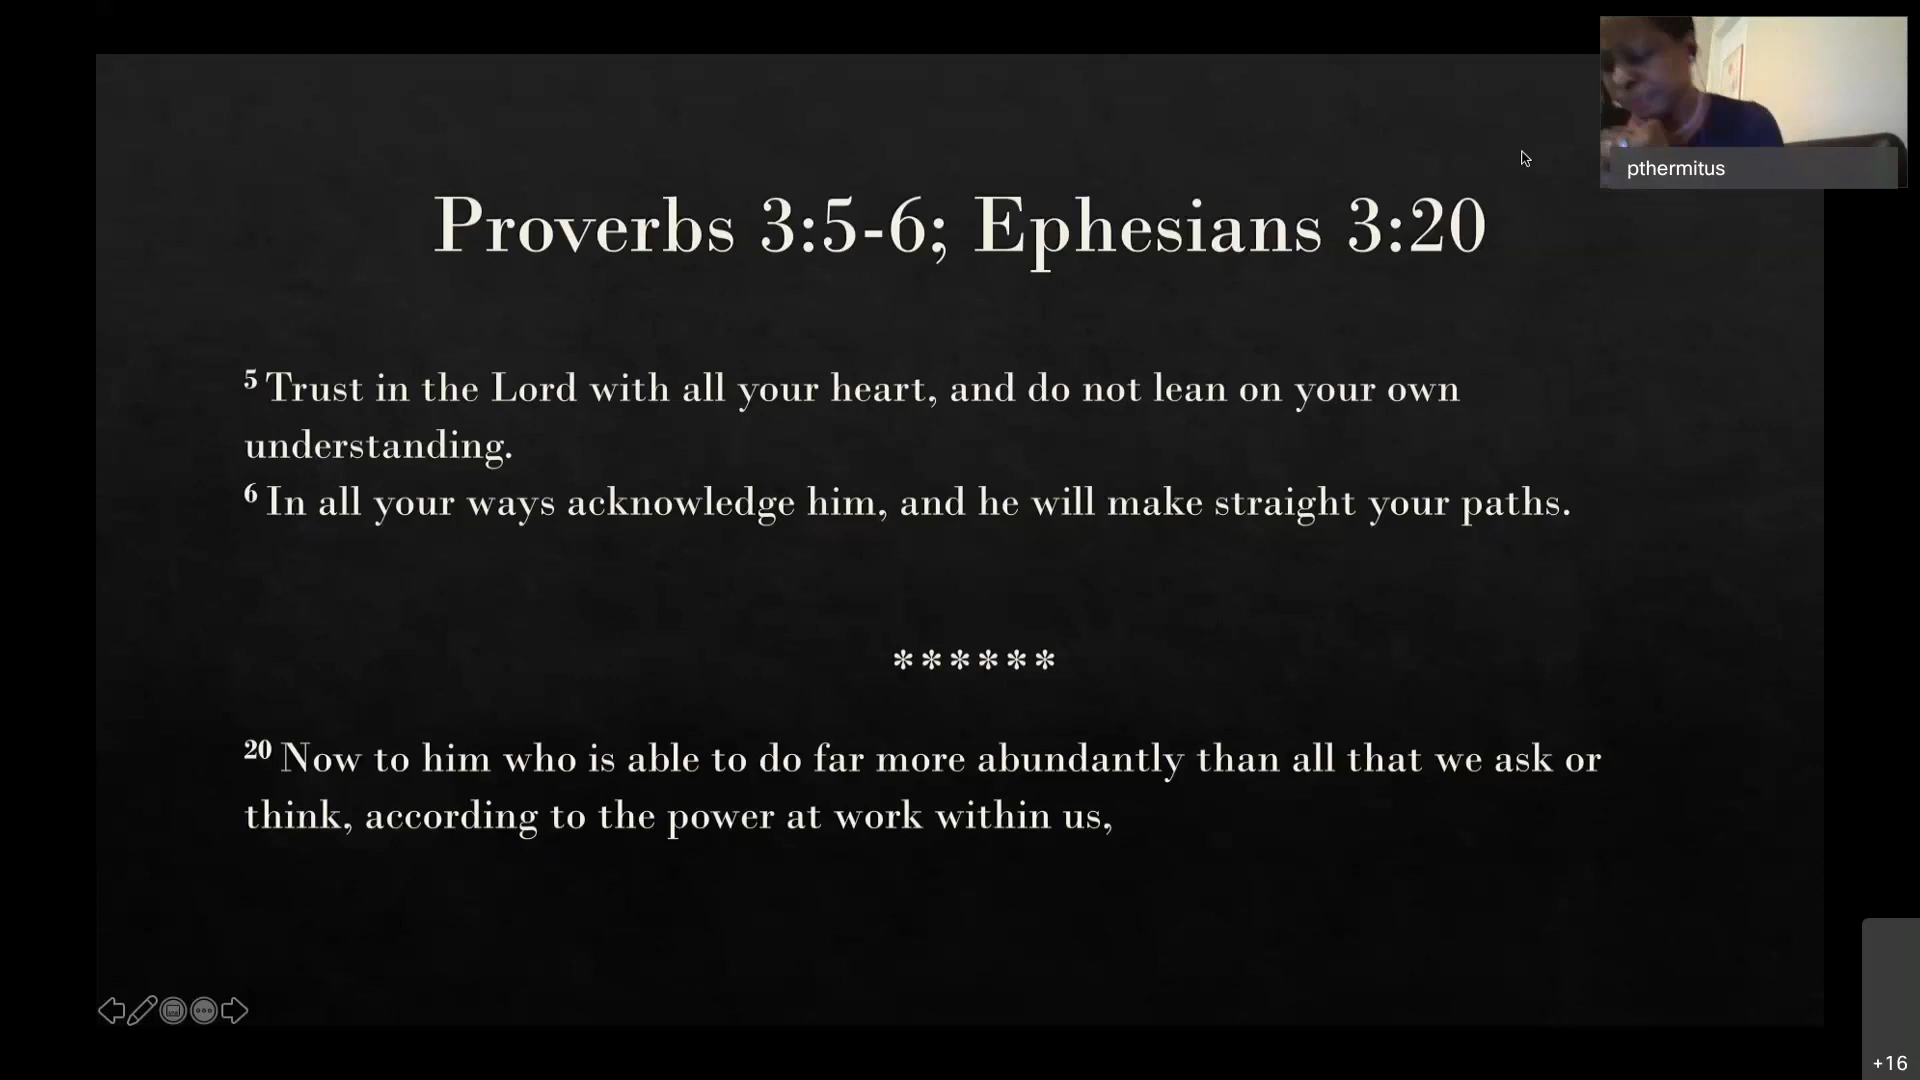 pthermitus
Proverbs 3:5-6; Ephesians 3:20
5 Trust in the Lord with all your heart, and do not lean on your own
understanding.
6 In all your ways acknowledge him, and he will make straight your paths.
******
20 Now to him who is able to do far more abundantly than all that we ask or
think, according to the power at work within us,
+16